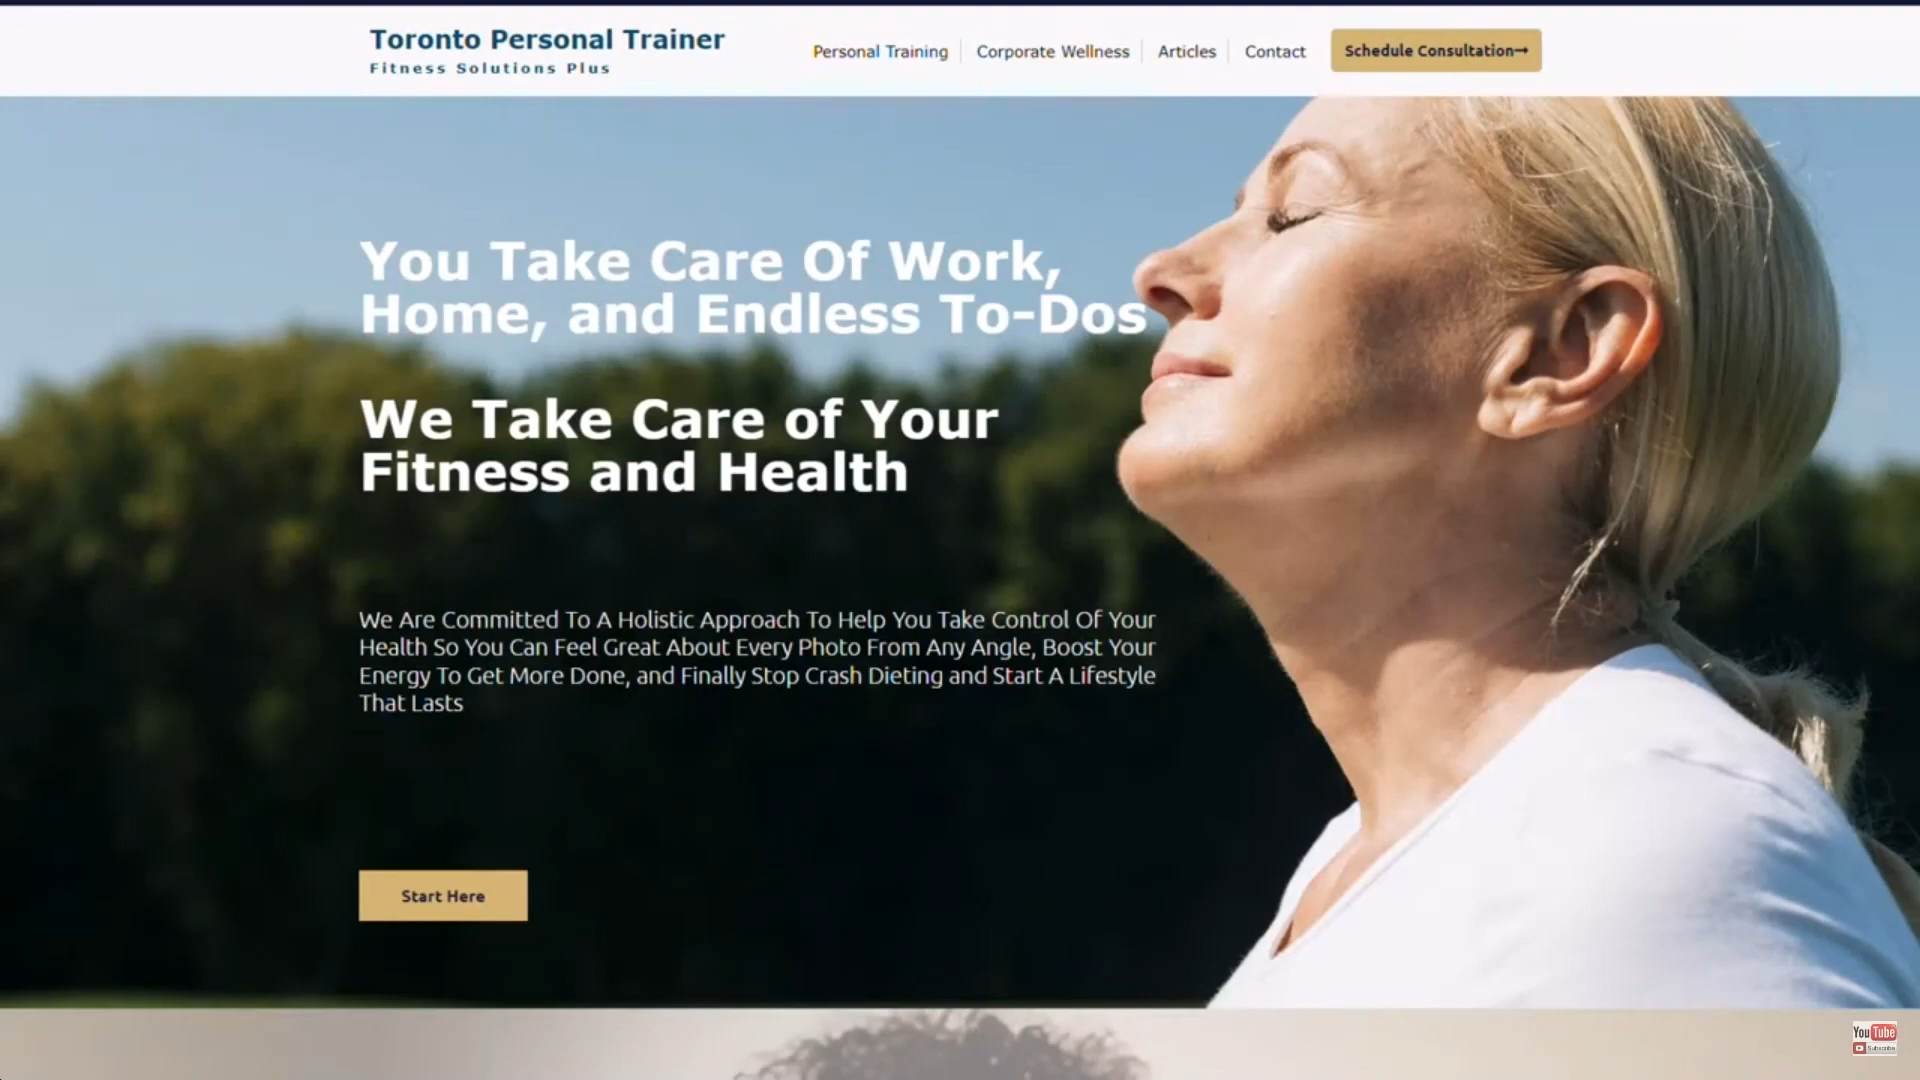 Toronto Personal Trainer
Fitness Solutions Plus
Personal Training
Corporate Wellness
Articles
Contact
Schedule Consultation→
You Take Care Of Work,
Home, and Endless To-Dos
We Take Care of Your
Fitness and Health
We Are Committed To A Holistic Approach To Help You Take Control Of Your
Health So You Can Feel Great About Every Photo From Any Angle, Boost Your
Energy To Get More Done, and Finally Stop Crash Dieting and Start A Lifestyle
That Lasts
Start Here
YouTube
Subscribe